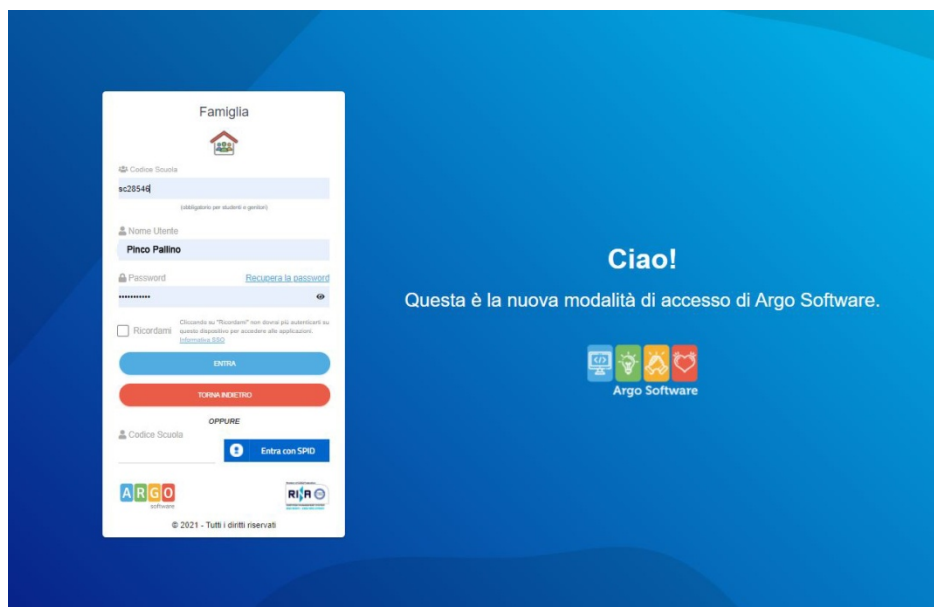 Famiglia
Codice Scuola
sc28546
(obbligatorio per studenti e genitori)
Nome Utente
Pinco Pallino
Password Recupera la password
Ricordami
Cliccando su "Ricordami" non dovrai più autenticarti su
questo dispositivo per accedere alle applicazioni.
Informativa SSO
ENTRA
TORNA INDIETRO
OPPURE
Codice Scuola
Entra con SPID
ARGO
software
© 2021 - Tutti i diritti riservati
Ciao!
Questa è la nuova modalità di accesso di Argo Software.
Argo Software